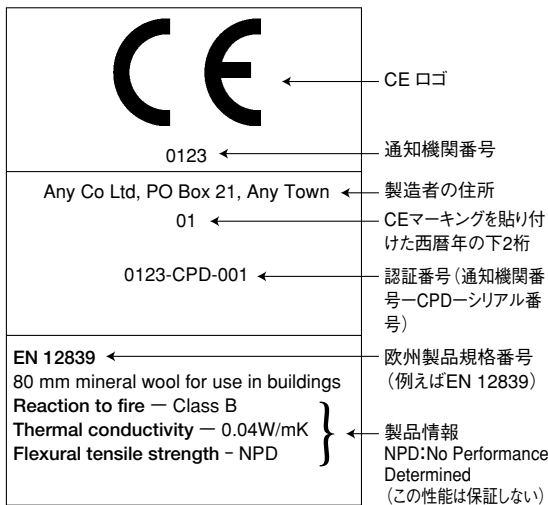 CE
CE ロゴ
0123
通知機関番号
Any Co Ltd, PO Box 21, Any Town
製造者の住所
01
CEマーキングを貼り付
けた西暦年の下2桁
0123-CPD-001
認証番号(通知機関番
号ーCPDーシリアル番
号)
EN 12839
欧州製品規格番号
(例えばEN 12839)
80 mm mineral wool for use in buildings
Reaction to fire — Class B
Thermal conductivity — 0.04W/mK
Flexural tensile strength - NPD
製品情報
NPD:No Performance
Determined
(この性能は保証しない)